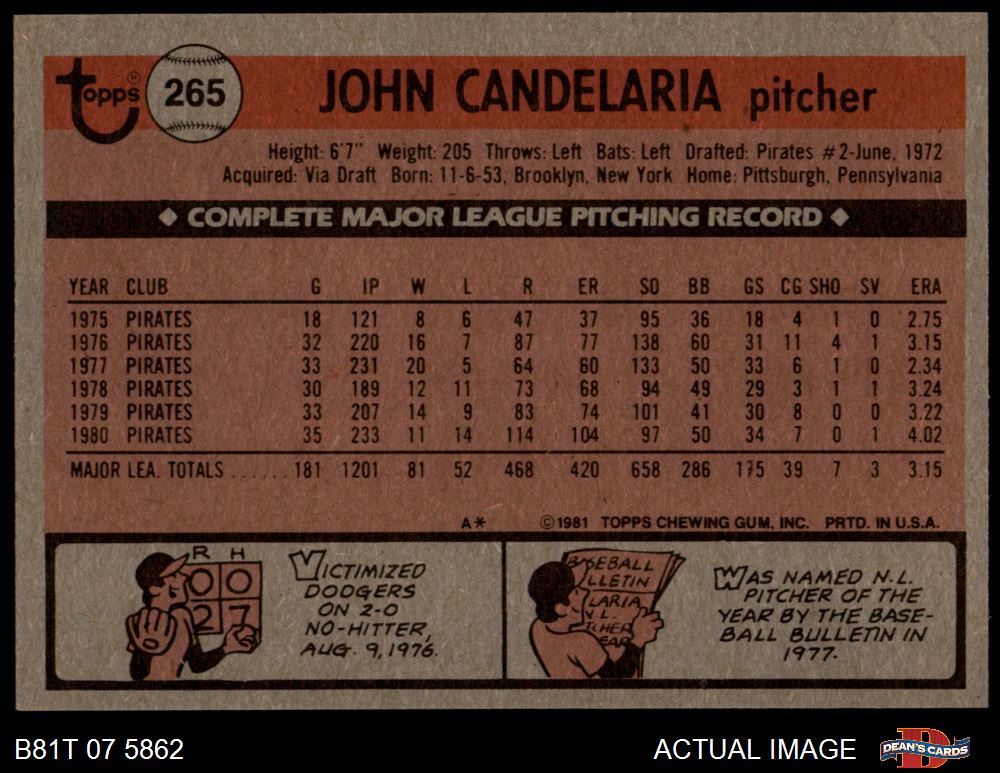 topps® 265 JOHN CANDELARIA pitcher
Height: 6'7" Weight: 205 Throws: Left Bats: Left Drafted: Pirates #2-June, 1972
Acquired: Via Draft Born: 11-6-53, Brooklyn, New York Home: Pittsburgh, Pennsylvania
◆ COMPLETE MAJOR LEAGUE PITCHING RECORD ◆
YEAR CLUB G IP W L R ER SO BB GS CG SHO SV ERA
1975 PIRATES 18 121 8 6 47 37 95 36 18 4 1 0 2.75
1976 PIRATES 32 220 16 7 87 77 138 60 31 11 4 1 3.15
1977 PIRATES 33 231 20 5 64 60 133 50 33 6 1 0 2.34
1978 PIRATES 30 189 12 11 73 68 94 49 29 3 1 1 3.24
1979 PIRATES 33 207 14 9 83 74 101 41 30 8 0 0 3.22
1980 PIRATES 35 233 11 14 114 104 97 50 34 7 0 1 4.02
MAJOR LEA. TOTALS ...... 181 1201 81 52 468 420 658 286 175 39 7 3 3.15
A* ©1981 TOPPS CHEWING GUM, INC. PRTD. IN U.S.A.
R H
0 0
2 7
VICTIMIZED
DODGERS
ON 2-0
NO-HITTER,
AUG. 9, 1976.
BASEBALL
LLETIN
LARIA
N.L.
TCHER
EAR
WAS NAMED N.L.
PITCHER OF THE
YEAR BY THE BASE-
BALL BULLETIN IN
1977.
B81T 07 5862 ACTUAL IMAGE DEAN'S CARDS